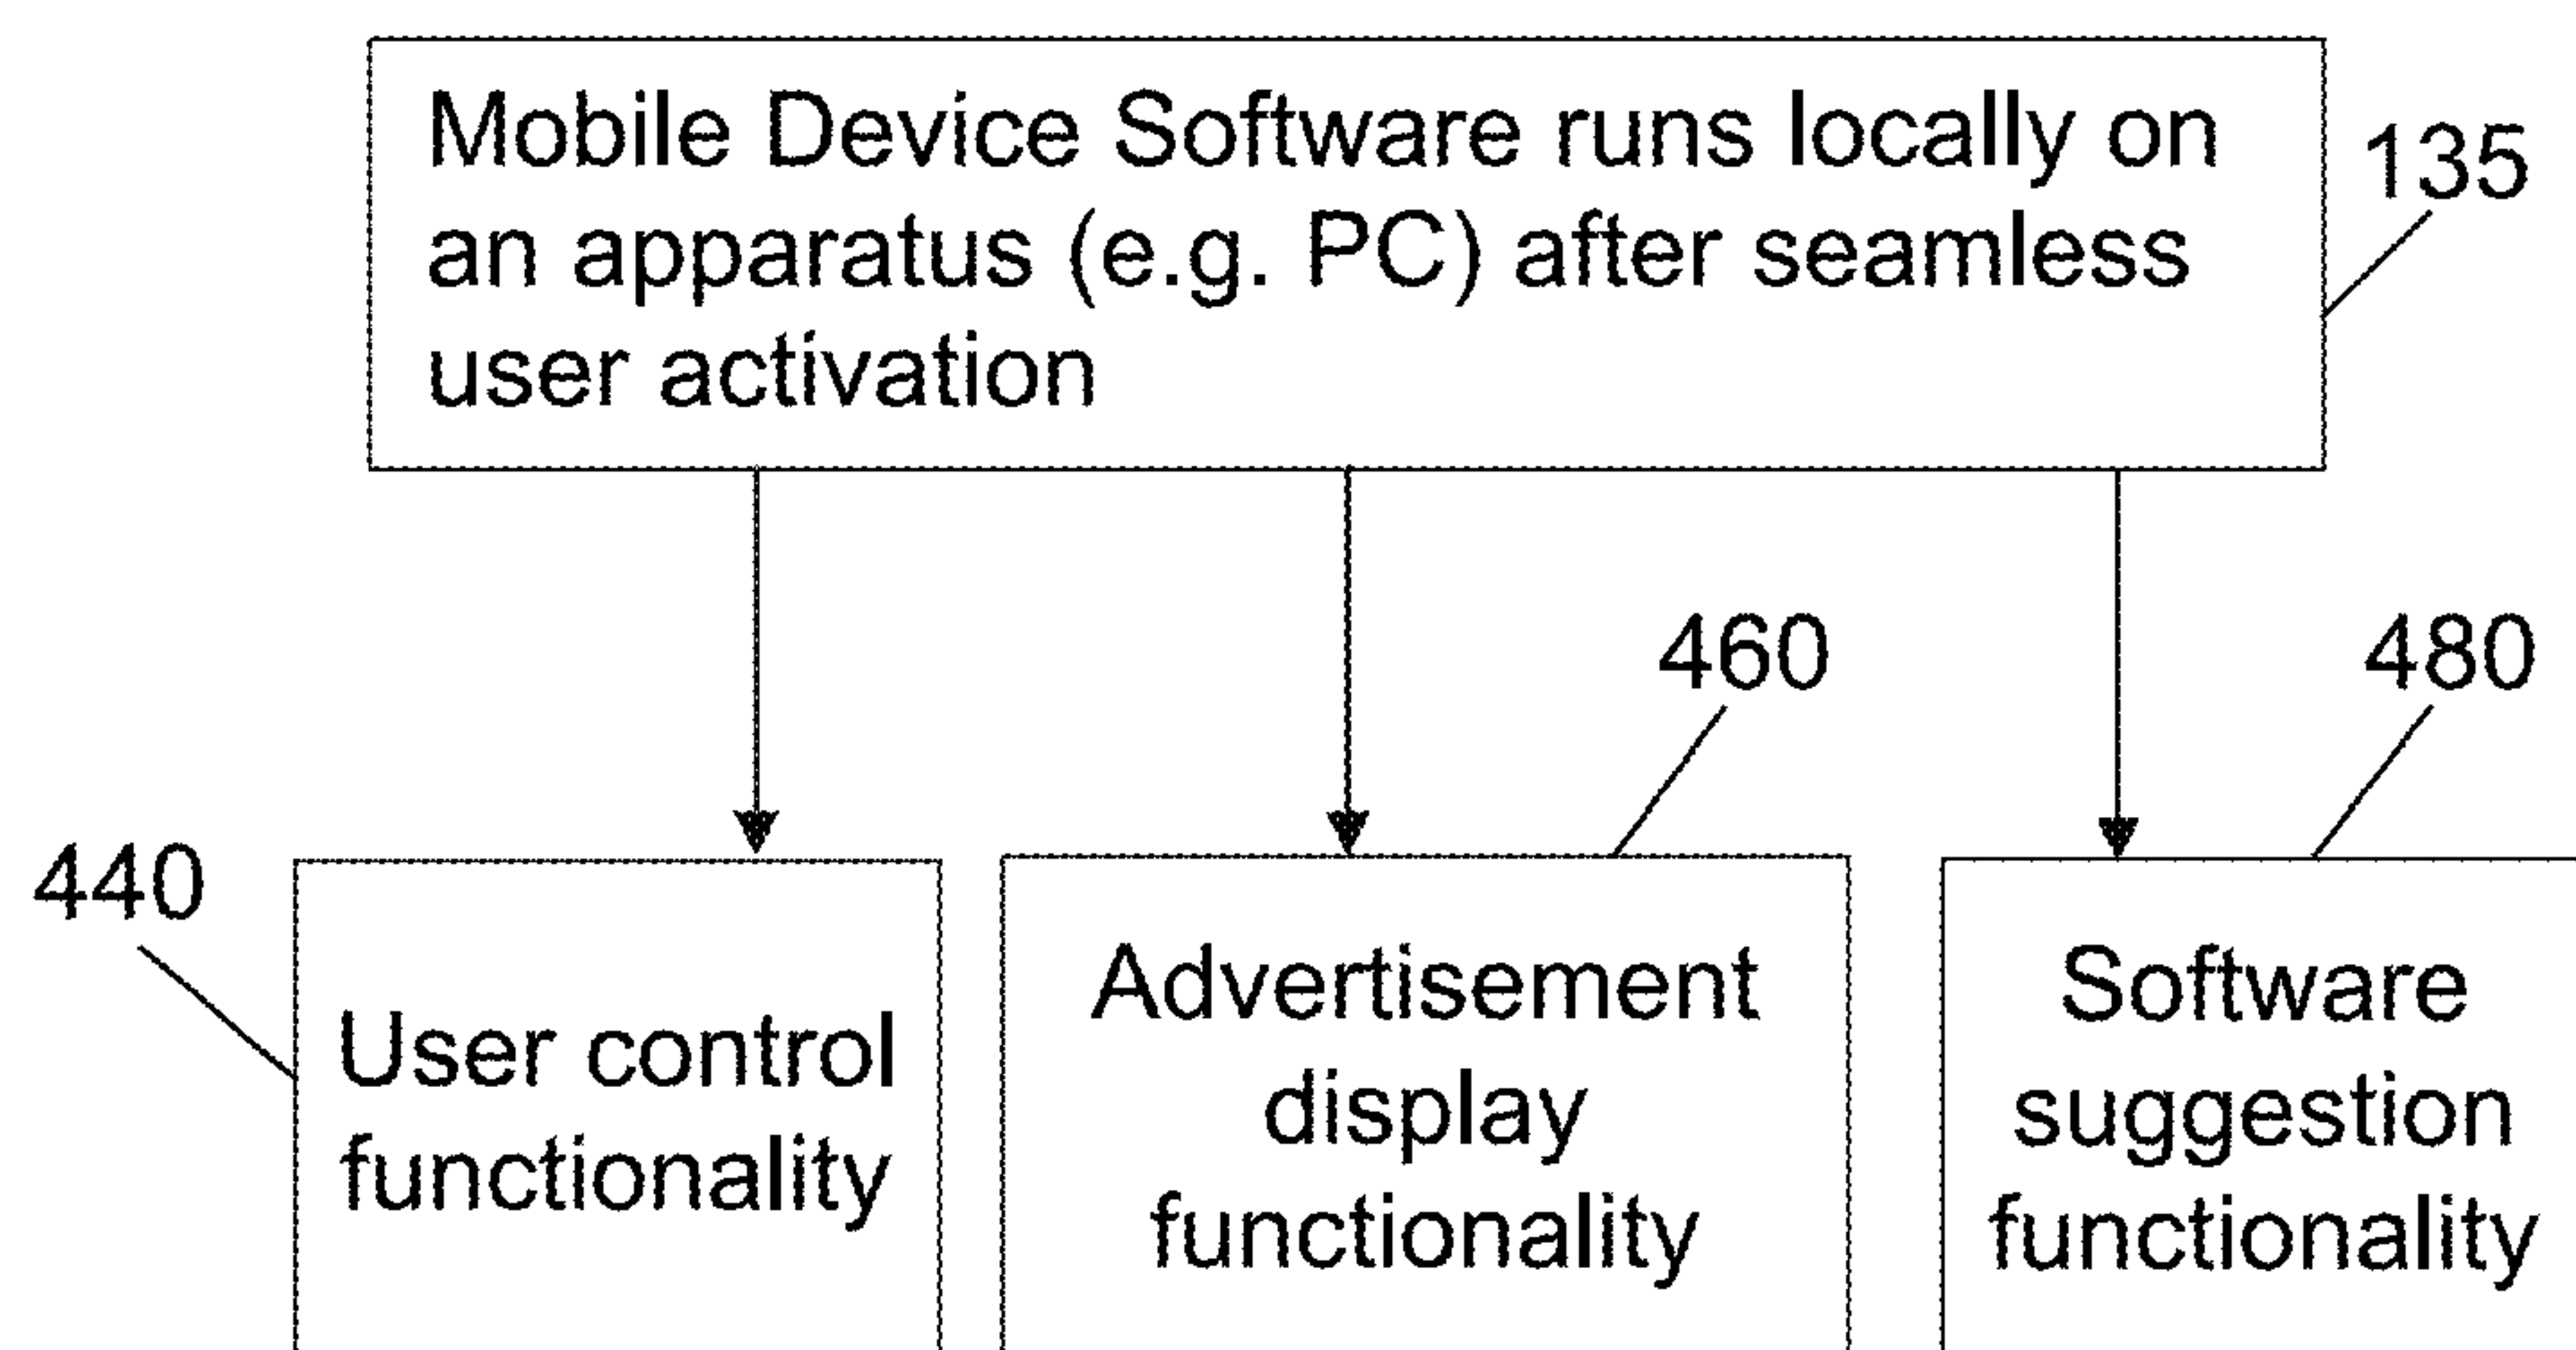 Mobile Device Software runs locally on
an apparatus (e.g. PC) after seamless
user activation
135
460
480
440
User control
functionality
Advertisement
display
functionality
Software
suggestion
functionality